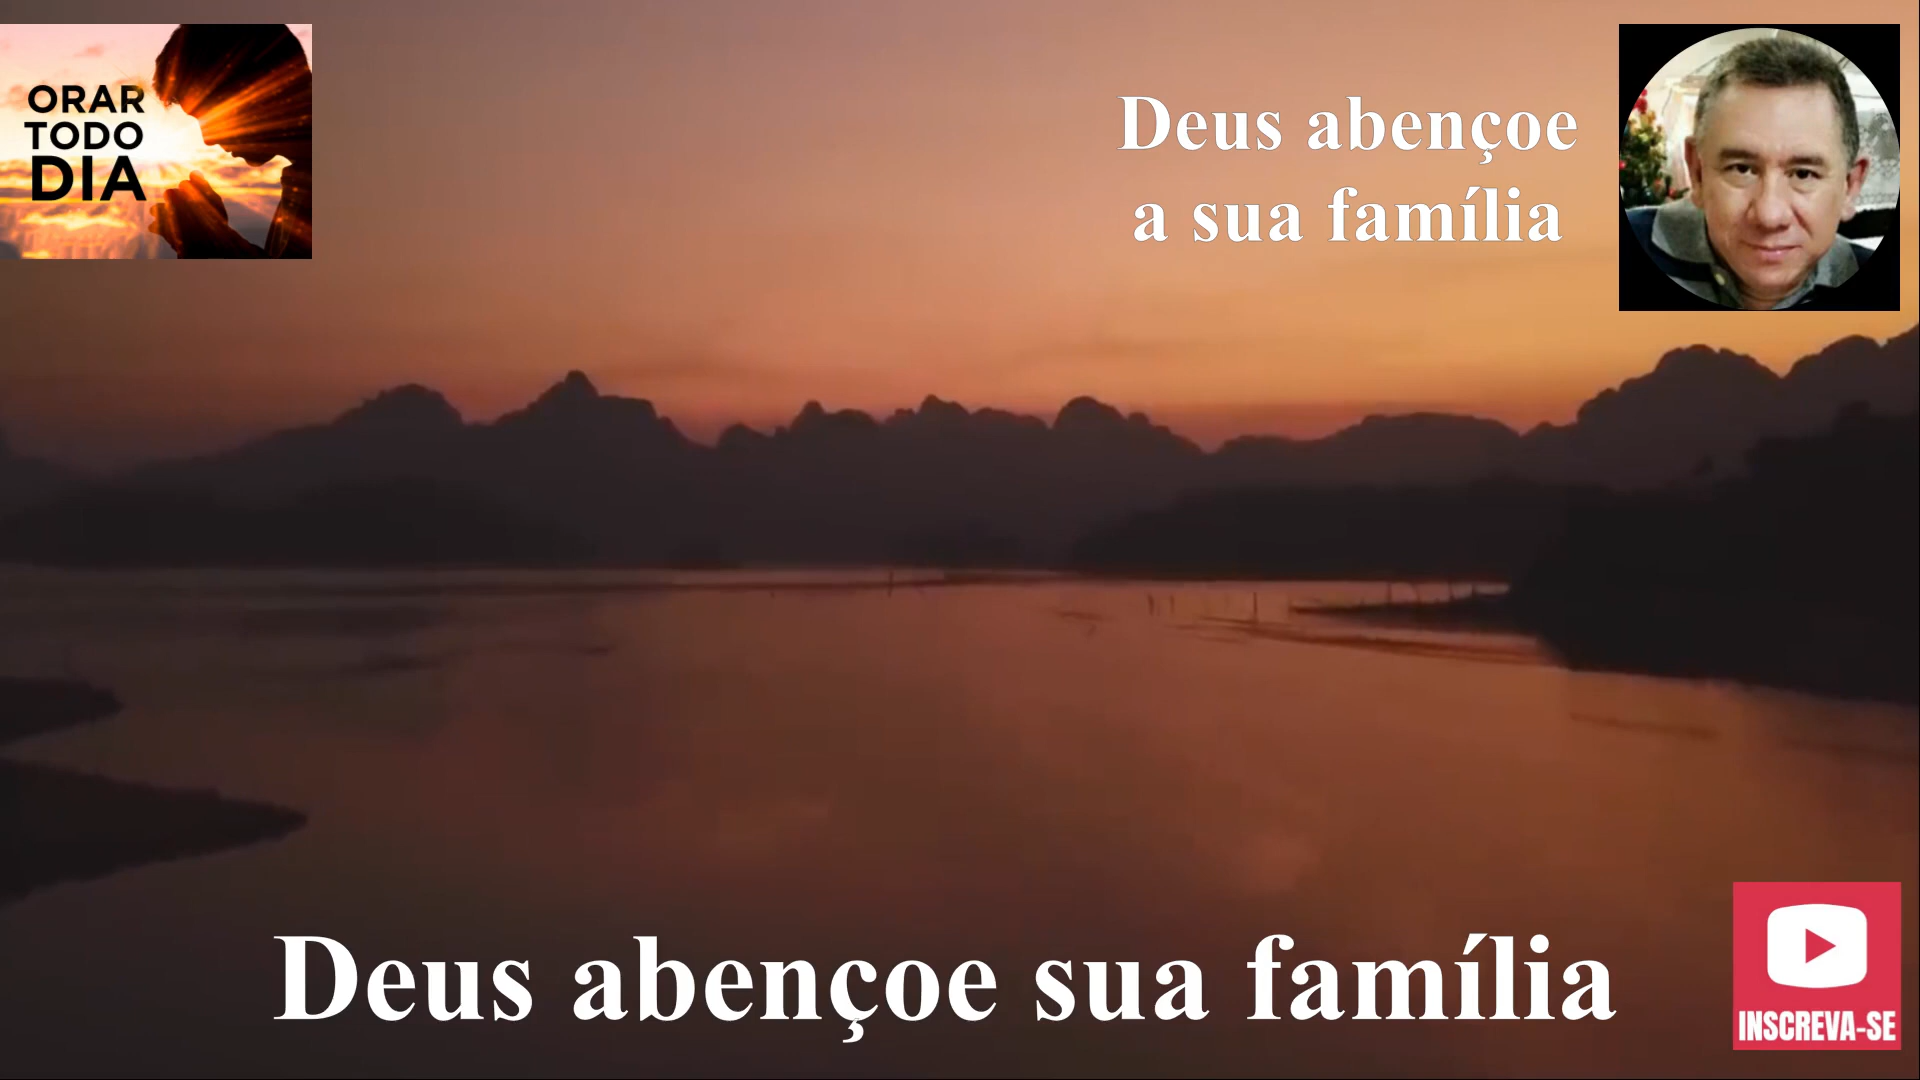 ORAR
TODO
DIA
Deus abençoe
a sua família
Deus abençoe sua família
INSCREVA-SE